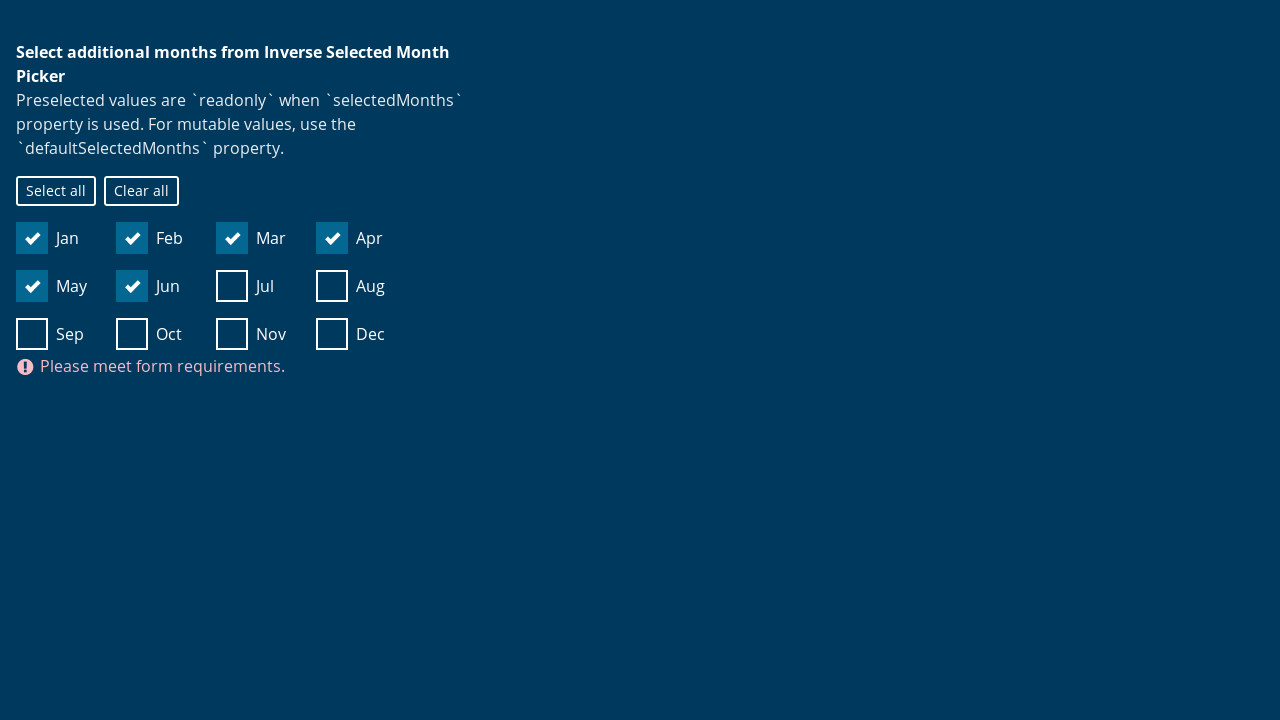 Select additional months from Inverse Selected Month
Picker
Preselected values are `readonly` when `selectedMonths`
property is used. For mutable values, use the
`defaultSelectedMonths` property.
Select all Clear all
Jan Feb Mar Apr
May Jun Jul Aug
Sep Oct Nov Dec
Please meet form requirements.